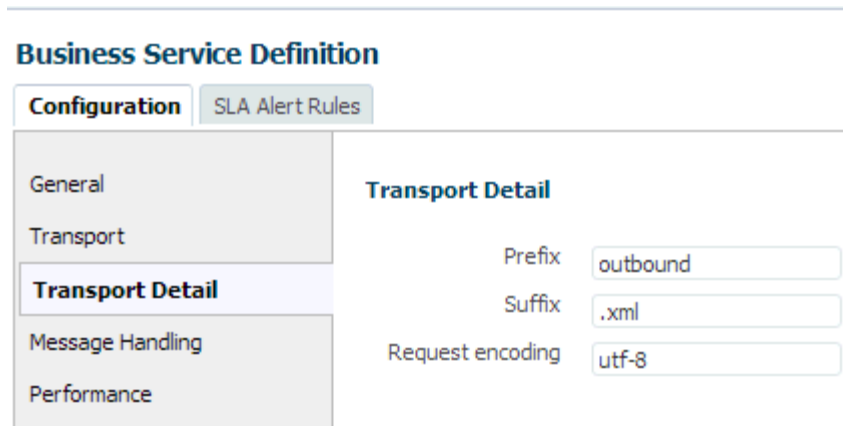 Business Service Definition
Configuration SLA Alert Rules
General
Transport
Transport Detail
Message Handling
Performance
Transport Detail
Prefix outbound
Suffix .xml
Request encoding utf-8